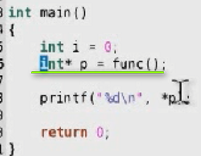 int main()
{
int i = 0;
int* p = func();
printf("%d\n", *p
return 0;
}